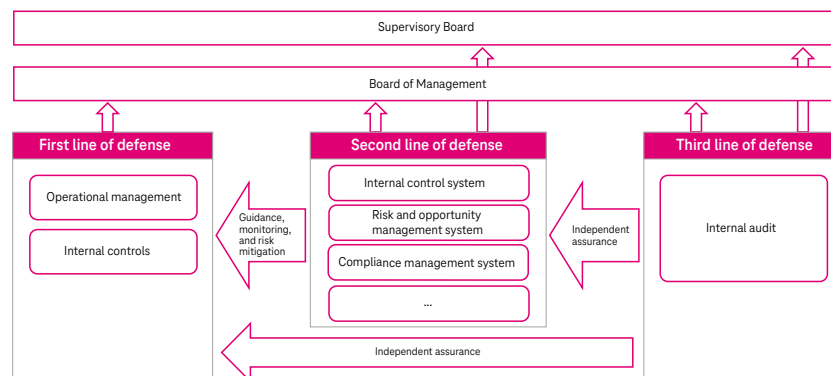 Supervisory Board
Board of Management
First line of defense
Operational management
Internal controls
Guidance,
monitoring,
and risk
mitigation
Second line of defense
Internal control system
Risk and opportunity
management system
Compliance management system
...
Independent
assurance
Third line of defense
Internal audit
Independent assurance